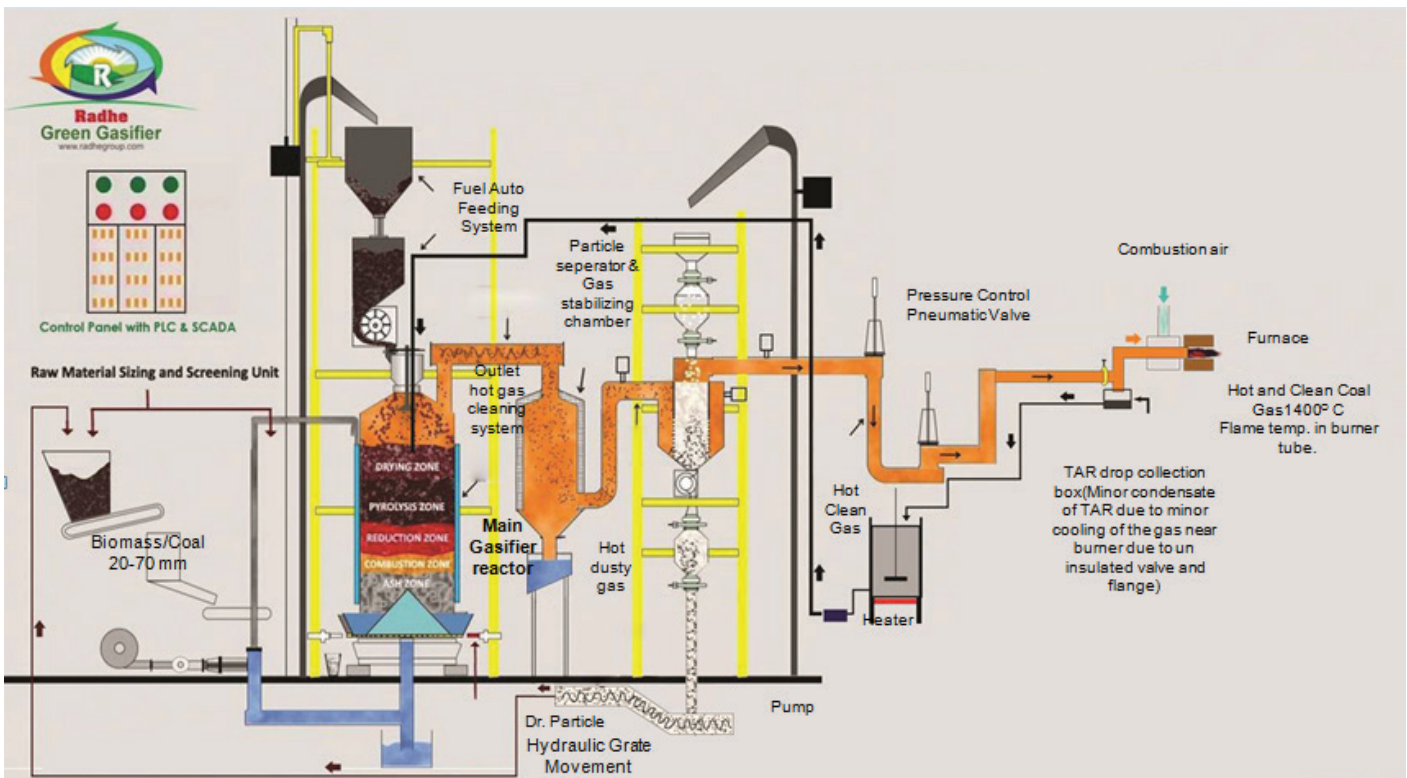 R
Radhe
Green Gasifier
www.radhegroup.com
Control Panel with PLC & SCADA
Raw Material Sizing and Screening Unit
Biomass/Coal
20-70 mm
Fuel Auto
Feeding
System
Outlet
hot gas
cleaning
system
DRYING ZONE
PYROLYSIS ZONE
REDUCTION ZONE
COMBUSTION ZONE
ASH ZONE
Main
Gasifier
reactor
Particle
seperator &
Gas
stabilizing
chamber
Hot
dusty
gas
Dr. Particle
Hydraulic Grate
Movement
Pump
Pressure Control
Pneumatic Valve
Hot
Clean
Gas
Heater
Combustion air
Furnace
Hot and Clean Coal
Gas1400º C
Flame temp. in burner
tube.
TAR drop collection
box(Minor condensate
of TAR due to minor
cooling of the gas near
burner due to un
insulated valve and
flange)